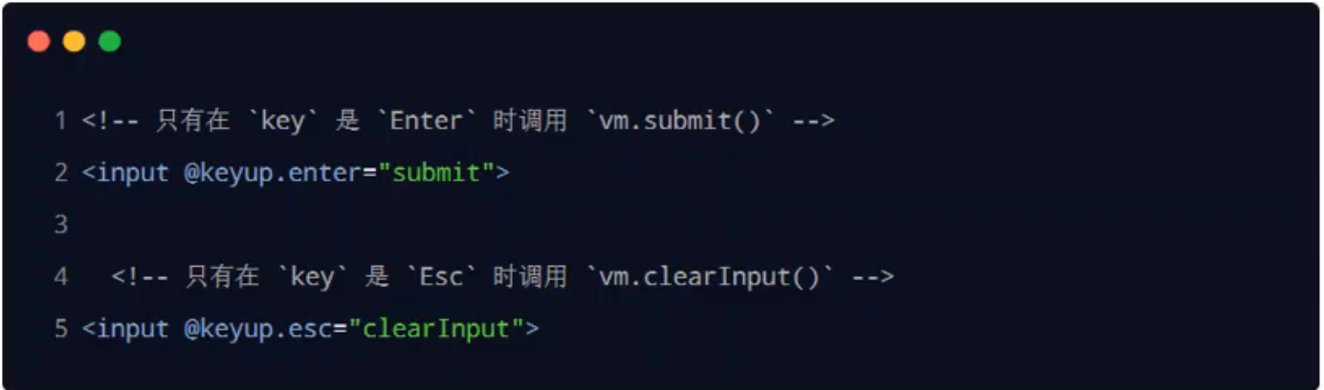 1 <!-- 只有在 `key` 是 `Enter` 时调用 `vm.submit()` -->
2 <input @keyup.enter="submit">
3
4   <!-- 只有在 `key` 是 `Esc` 时调用 `vm.clearInput()` -->
5 <input @keyup.esc="clearInput">